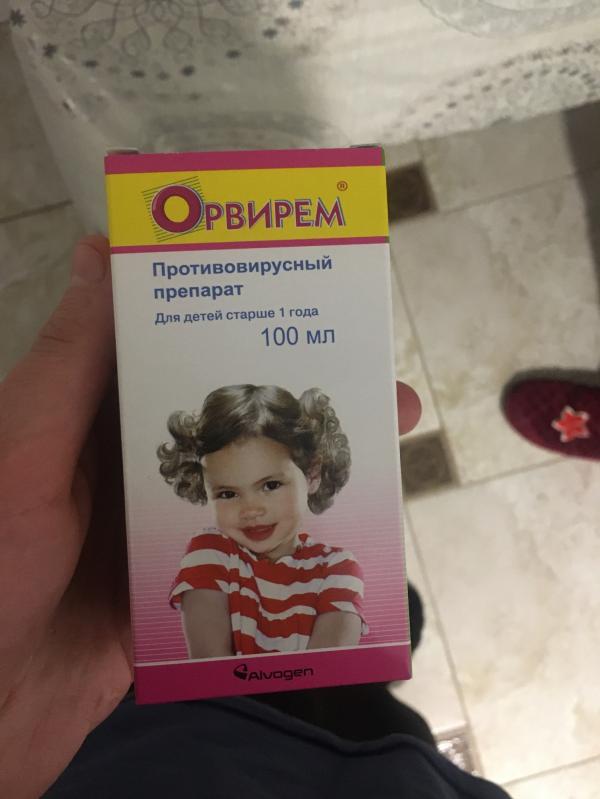 ОРВИРЕМ®
Противовирусный
препарат
Для детей старше 1 года
100 мл
Alvogen